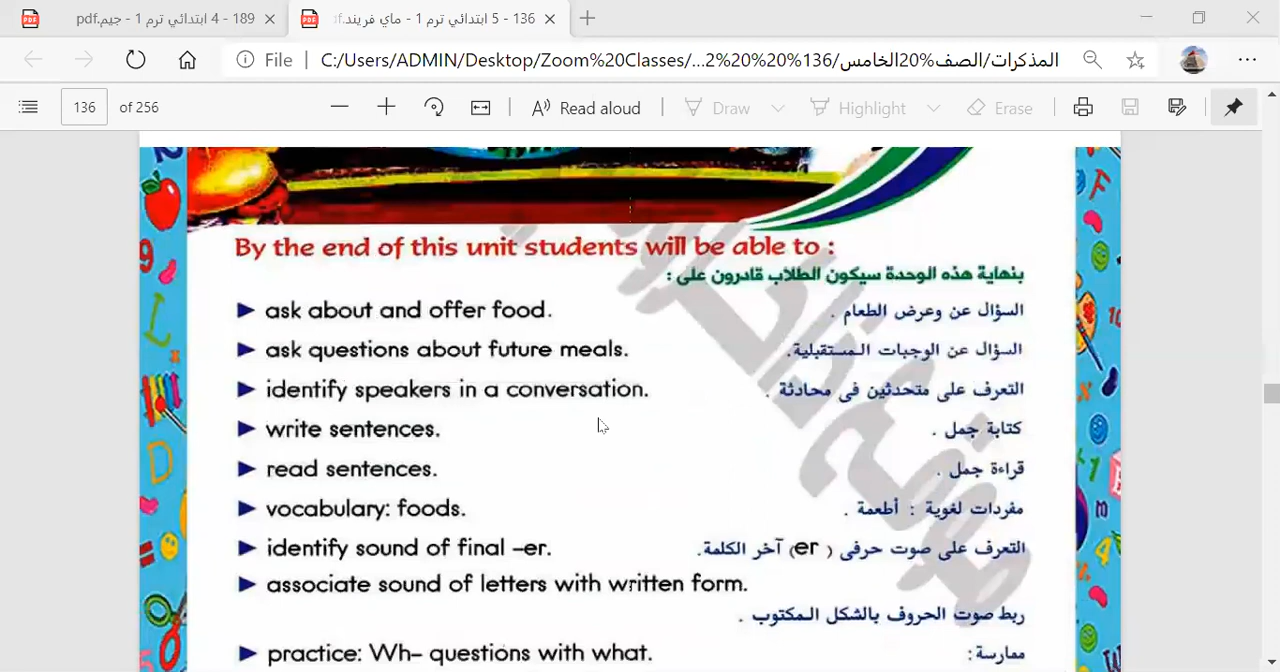 189 - 4 ابتدائي ترم 1 - جيم.pdf
136 - 5 ابتدائي ترم 1 - ماي فريند
File
C:/Users/ADMIN/Desktop/Zoom%20Classes/...2%20%20%20136/المذكرات/الصف%20الخامس
136 of 256
Read aloud
Draw
Highlight
Erase
By the end of this unit students will be able to :
بنهاية هذه الوحدة سيكون الطلاب قادرون على :
ask about and offer food.
السؤال عن وعرض الطعام .
ask questions about future meals.
السؤال عن الوجبات المستقبلية.
identify speakers in a conversation.
التعرف على متحدثين فى محادثة .
write sentences.
كتابة جمل .
read sentences.
قراءة جمل .
vocabulary: foods.
مفردات لغوية : أطعمة .
identify sound of final –er.
التعرف على صوت حرفى (er) آخر الكلمة.
associate sound of letters with written form.
ربط صوت الحروف بالشكل المكتوب .
practice: Wh– questions with what.
ممارسة: